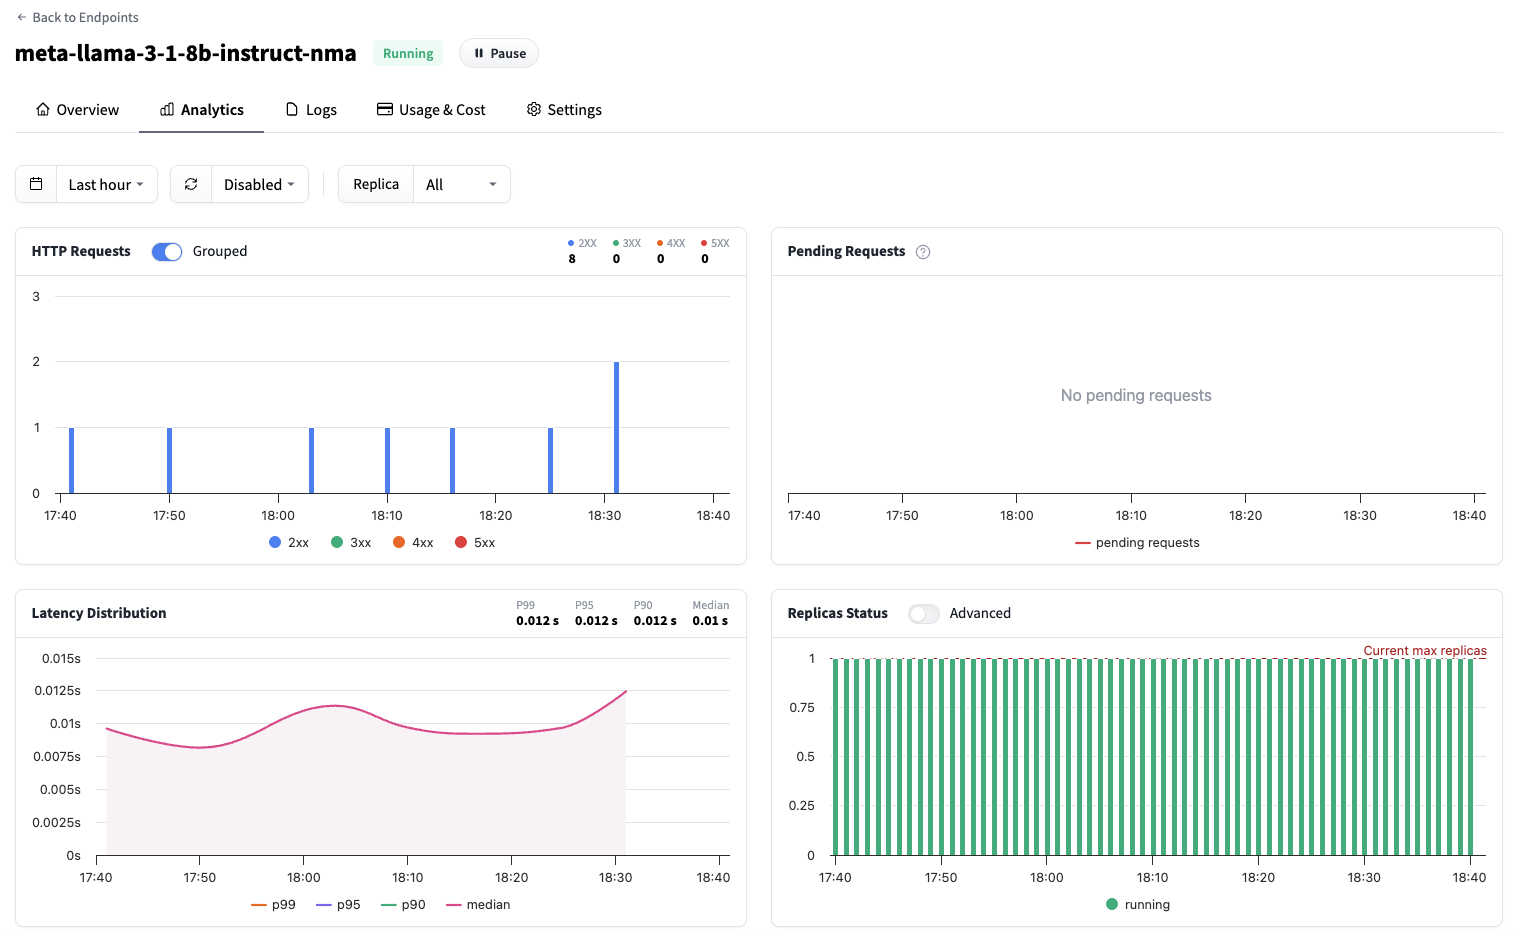 ← Back to Endpoints
meta-llama-3-1-8b-instruct-nma Running Pause
Overview Analytics Logs Usage & Cost Settings
Last hour Disabled Replica All
HTTP Requests Grouped
2XX 3XX 4XX 5XX
8 0 0 0
3
2
1
0
17:40 17:50 18:00 18:10 18:20 18:30 18:40
2xx 3xx 4xx 5xx
Pending Requests ?
No pending requests
17:40 17:50 18:00 18:10 18:20 18:30 18:40
pending requests
Latency Distribution
P99 P95 P90 Median
0.012 s 0.012 s 0.012 s 0.01 s
0.015s
0.0125s
0.01s
0.0075s
0.005s
0.0025s
0s
17:40 17:50 18:00 18:10 18:20 18:30 18:40
p99 p95 p90 median
Replicas Status Advanced
Current max replicas
1
0.75
0.5
0.25
0
17:40 17:50 18:00 18:10 18:20 18:30 18:40
running